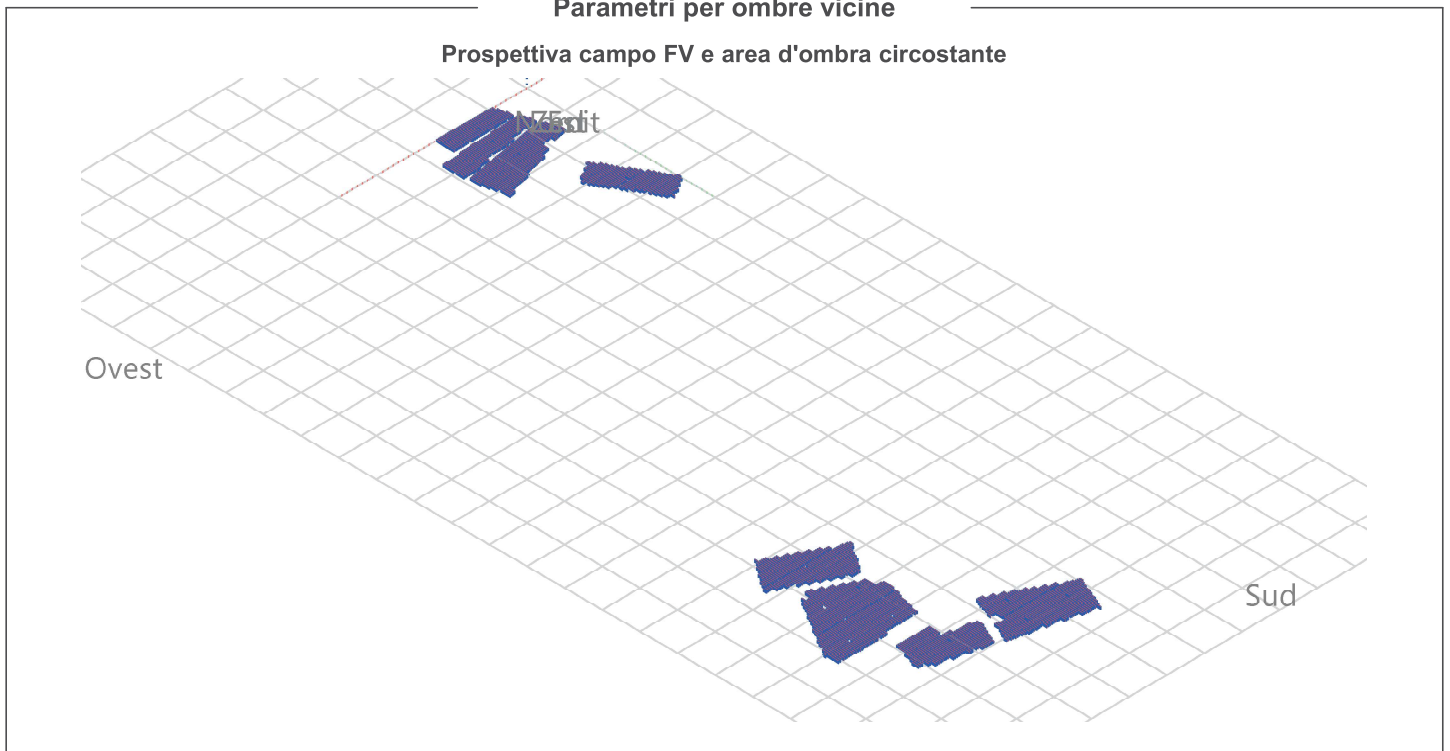 Parametri per ombre vicine
Prospettiva campo FV e area d'ombra circostante
Ovest
Sud